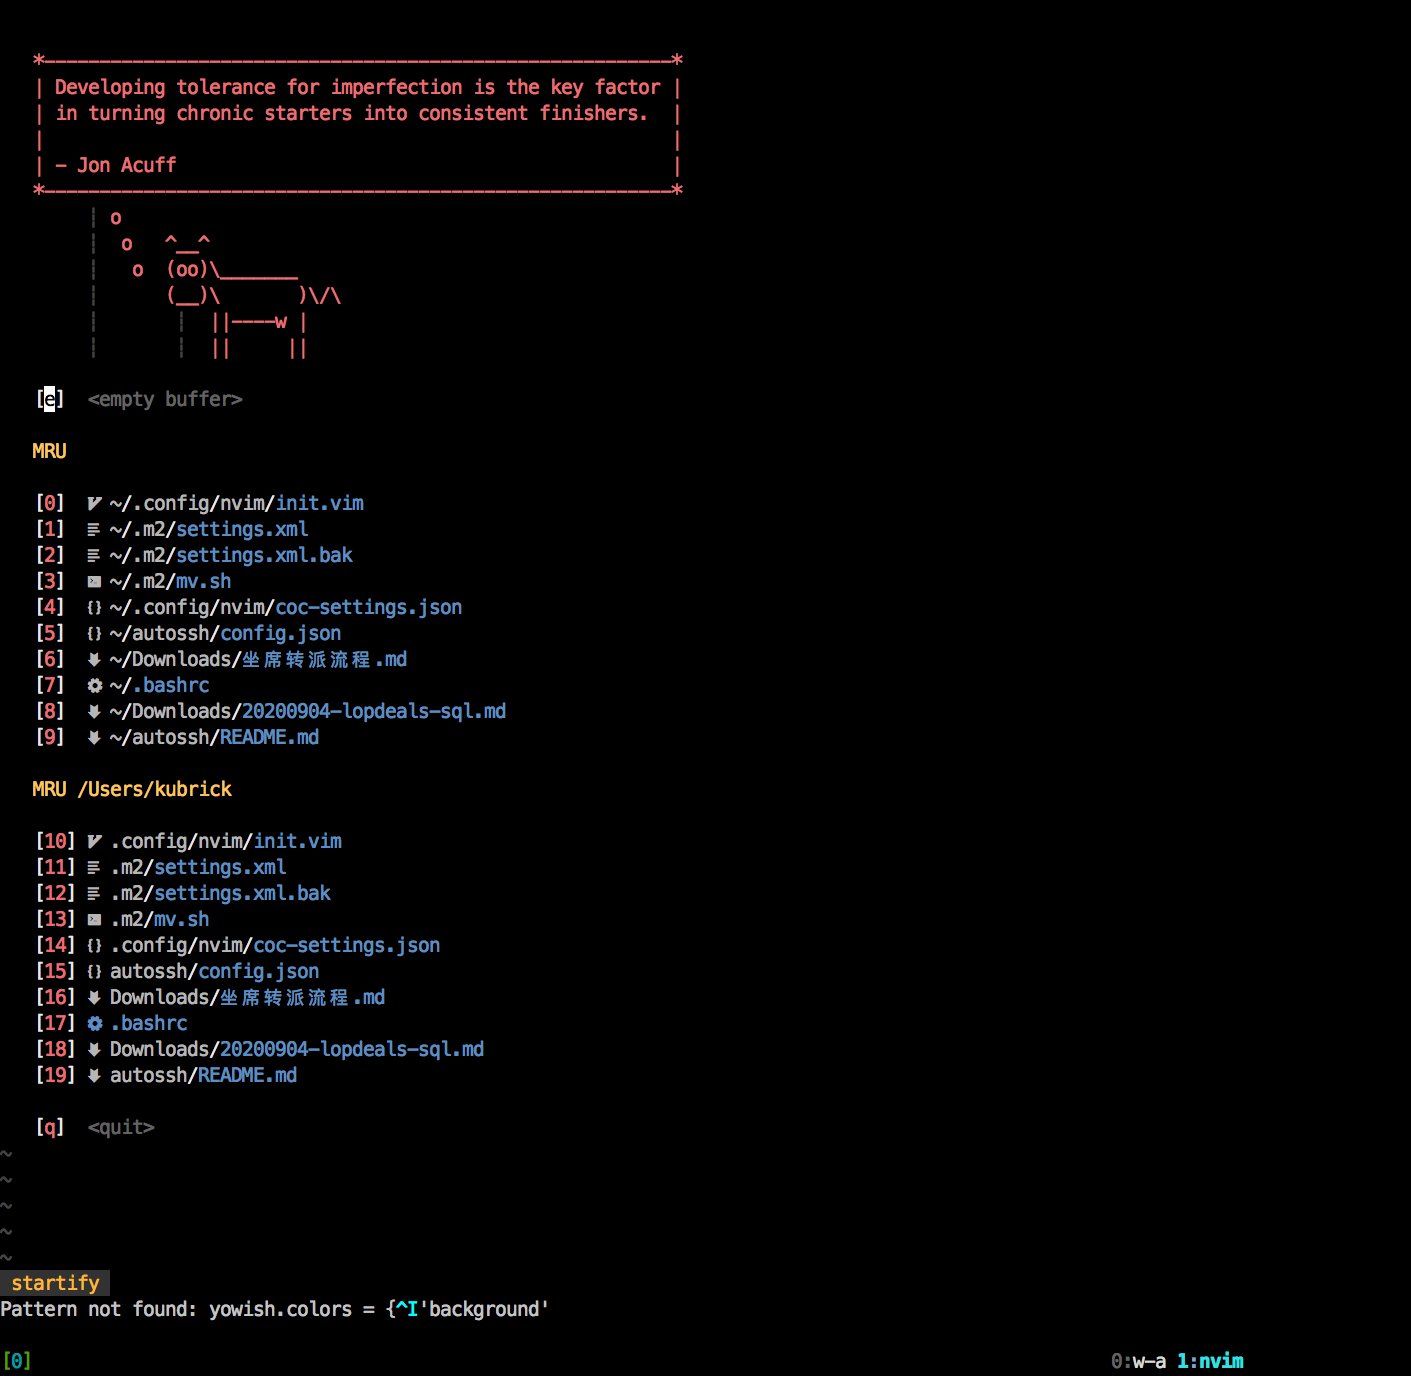 *---------------------------------------------------------*
| Developing tolerance for imperfection is the key factor |
| in turning chronic starters into consistent finishers.  |
|                                                         |
| - Jon Acuff                                             |
*---------------------------------------------------------*
     ¦ o
     ¦  o   ^__^
     ¦   o  (oo)\_______
     ¦      (__)\       )\/\
     ¦       ¦  ||----w |
     ¦       ¦  ||     ||
[e]  <empty buffer>
MRU
[0]  ~/.config/nvim/init.vim
[1]  ~/.m2/settings.xml
[2]  ~/.m2/settings.xml.bak
[3]  ~/.m2/mv.sh
[4]  {} ~/.config/nvim/coc-settings.json
[5]  {} ~/autossh/config.json
[6]  ~/Downloads/坐席转派流程.md
[7]  ~/.bashrc
[8]  ~/Downloads/20200904-lopdeals-sql.md
[9]  ~/autossh/README.md
MRU /Users/kubrick
[10] .config/nvim/init.vim
[11] .m2/settings.xml
[12] .m2/settings.xml.bak
[13] .m2/mv.sh
[14] {} .config/nvim/coc-settings.json
[15] {} autossh/config.json
[16] Downloads/坐席转派流程.md
[17] .bashrc
[18] Downloads/20200904-lopdeals-sql.md
[19] autossh/README.md
[q]  <quit>
~
~
~
~
~
startify
Pattern not found: yowish.colors = {^I'background'
[0] 0:w-a 1:nvim